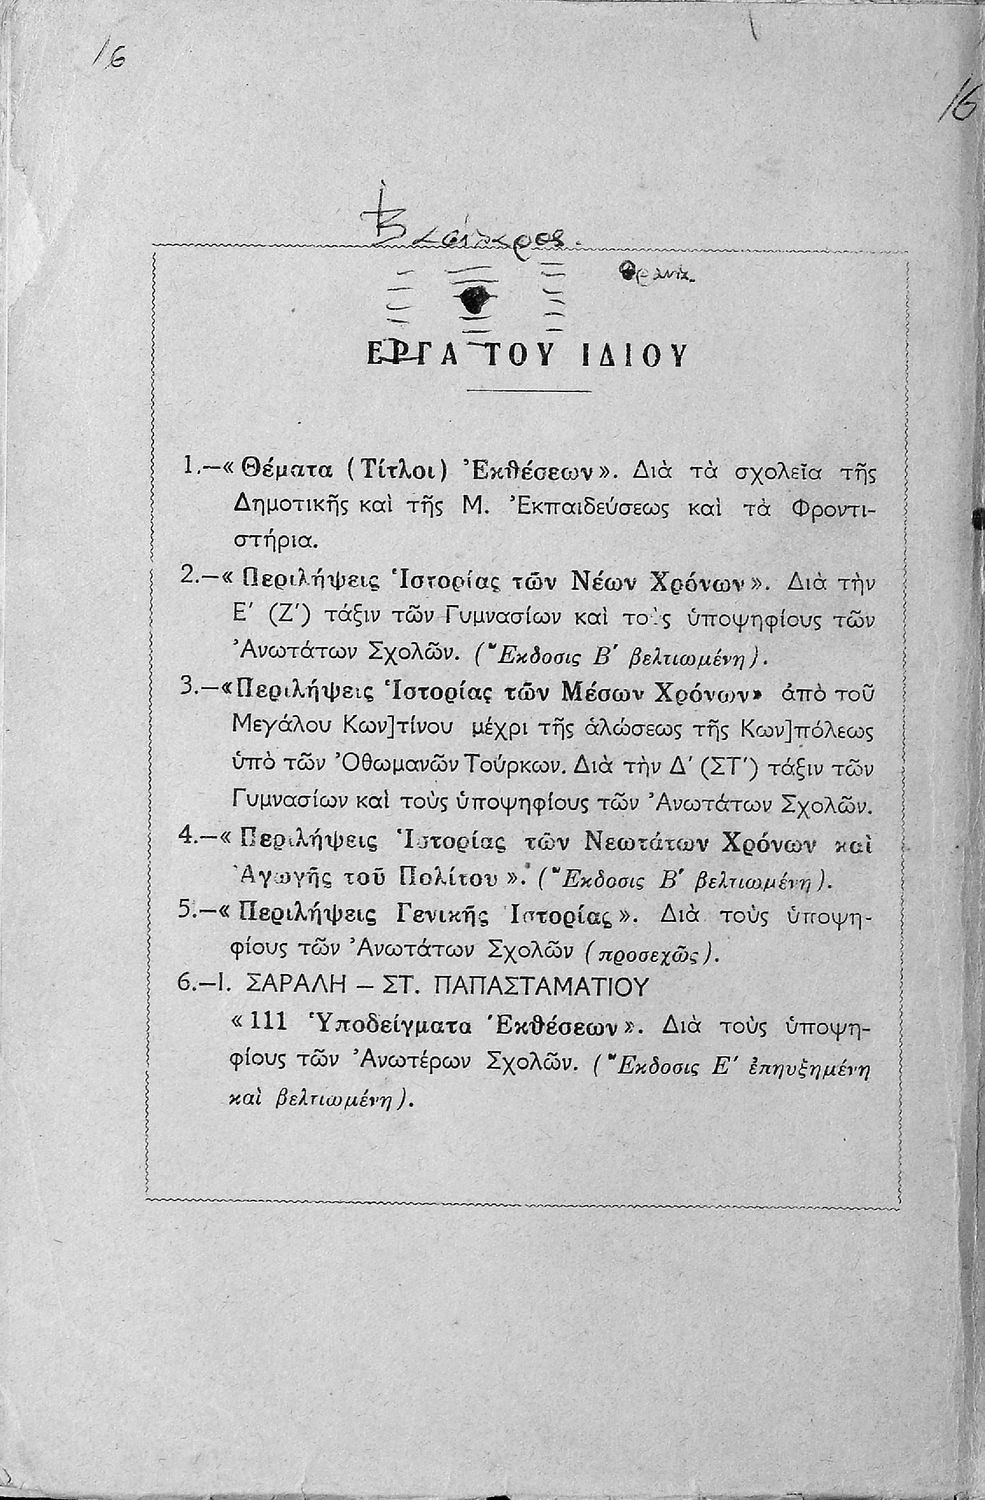 16
16
ΕΡΓΑ ΤΟΥ ΙΔΙΟΥ
1.—« Θέματα (Τίτλοι) Ἐκθέσεων ». Διὰ τὰ σχολεῖα τῆς
Δημοτικῆς καὶ τῆς Μ. Ἐκπαιδεύσεως καὶ τὰ Φροντι-
στήρια.
2.—« Περιλήψεις Ἱστορίας τῶν Νέων Χρόνων ». Διὰ τὴν
Ε′ (Ζ′) τάξιν τῶν Γυμνασίων καὶ τοὺς ὑποψηφίους τῶν
Ἀνωτάτων Σχολῶν. (Ἔκδοσις Β′ βελτιωμένη).
3.—«Περιλήψεις Ἱστορίας τῶν Μέσων Χρόνων» ἀπὸ τοῦ
Μεγάλου Κων]τίνου μέχρι τῆς ἁλώσεως τῆς Κων]πόλεως
ὑπὸ τῶν Ὀθωμανῶν Τούρκων. Διὰ τὴν Δ′ (ΣΤ′) τάξιν τῶν
Γυμνασίων καὶ τοὺς ὑποψηφίους τῶν Ἀνωτάτων Σχολῶν.
4.—« Περιλήψεις Ἱστορίας τῶν Νεωτάτων Χρόνων καὶ
Ἀγωγῆς τοῦ Πολίτου ». (Ἔκδοσις Β′ βελτιωμένη).
5.—« Περιλήψεις Γενικῆς Ἱστορίας ». Διὰ τοὺς ὑποψη-
φίους τῶν Ἀνωτάτων Σχολῶν (προσεχῶς).
6.—Ι. ΣΑΡΑΛΗ — ΣΤ. ΠΑΠΑΣΤΑΜΑΤΙΟΥ
« 111 Ὑποδείγματα Ἐκθέσεων ». Διὰ τοὺς ὑποψη-
φίους τῶν Ἀνωτέρων Σχολῶν. (Ἔκδοσις Ε′ ἐπηυξημένη
καὶ βελτιωμένη).